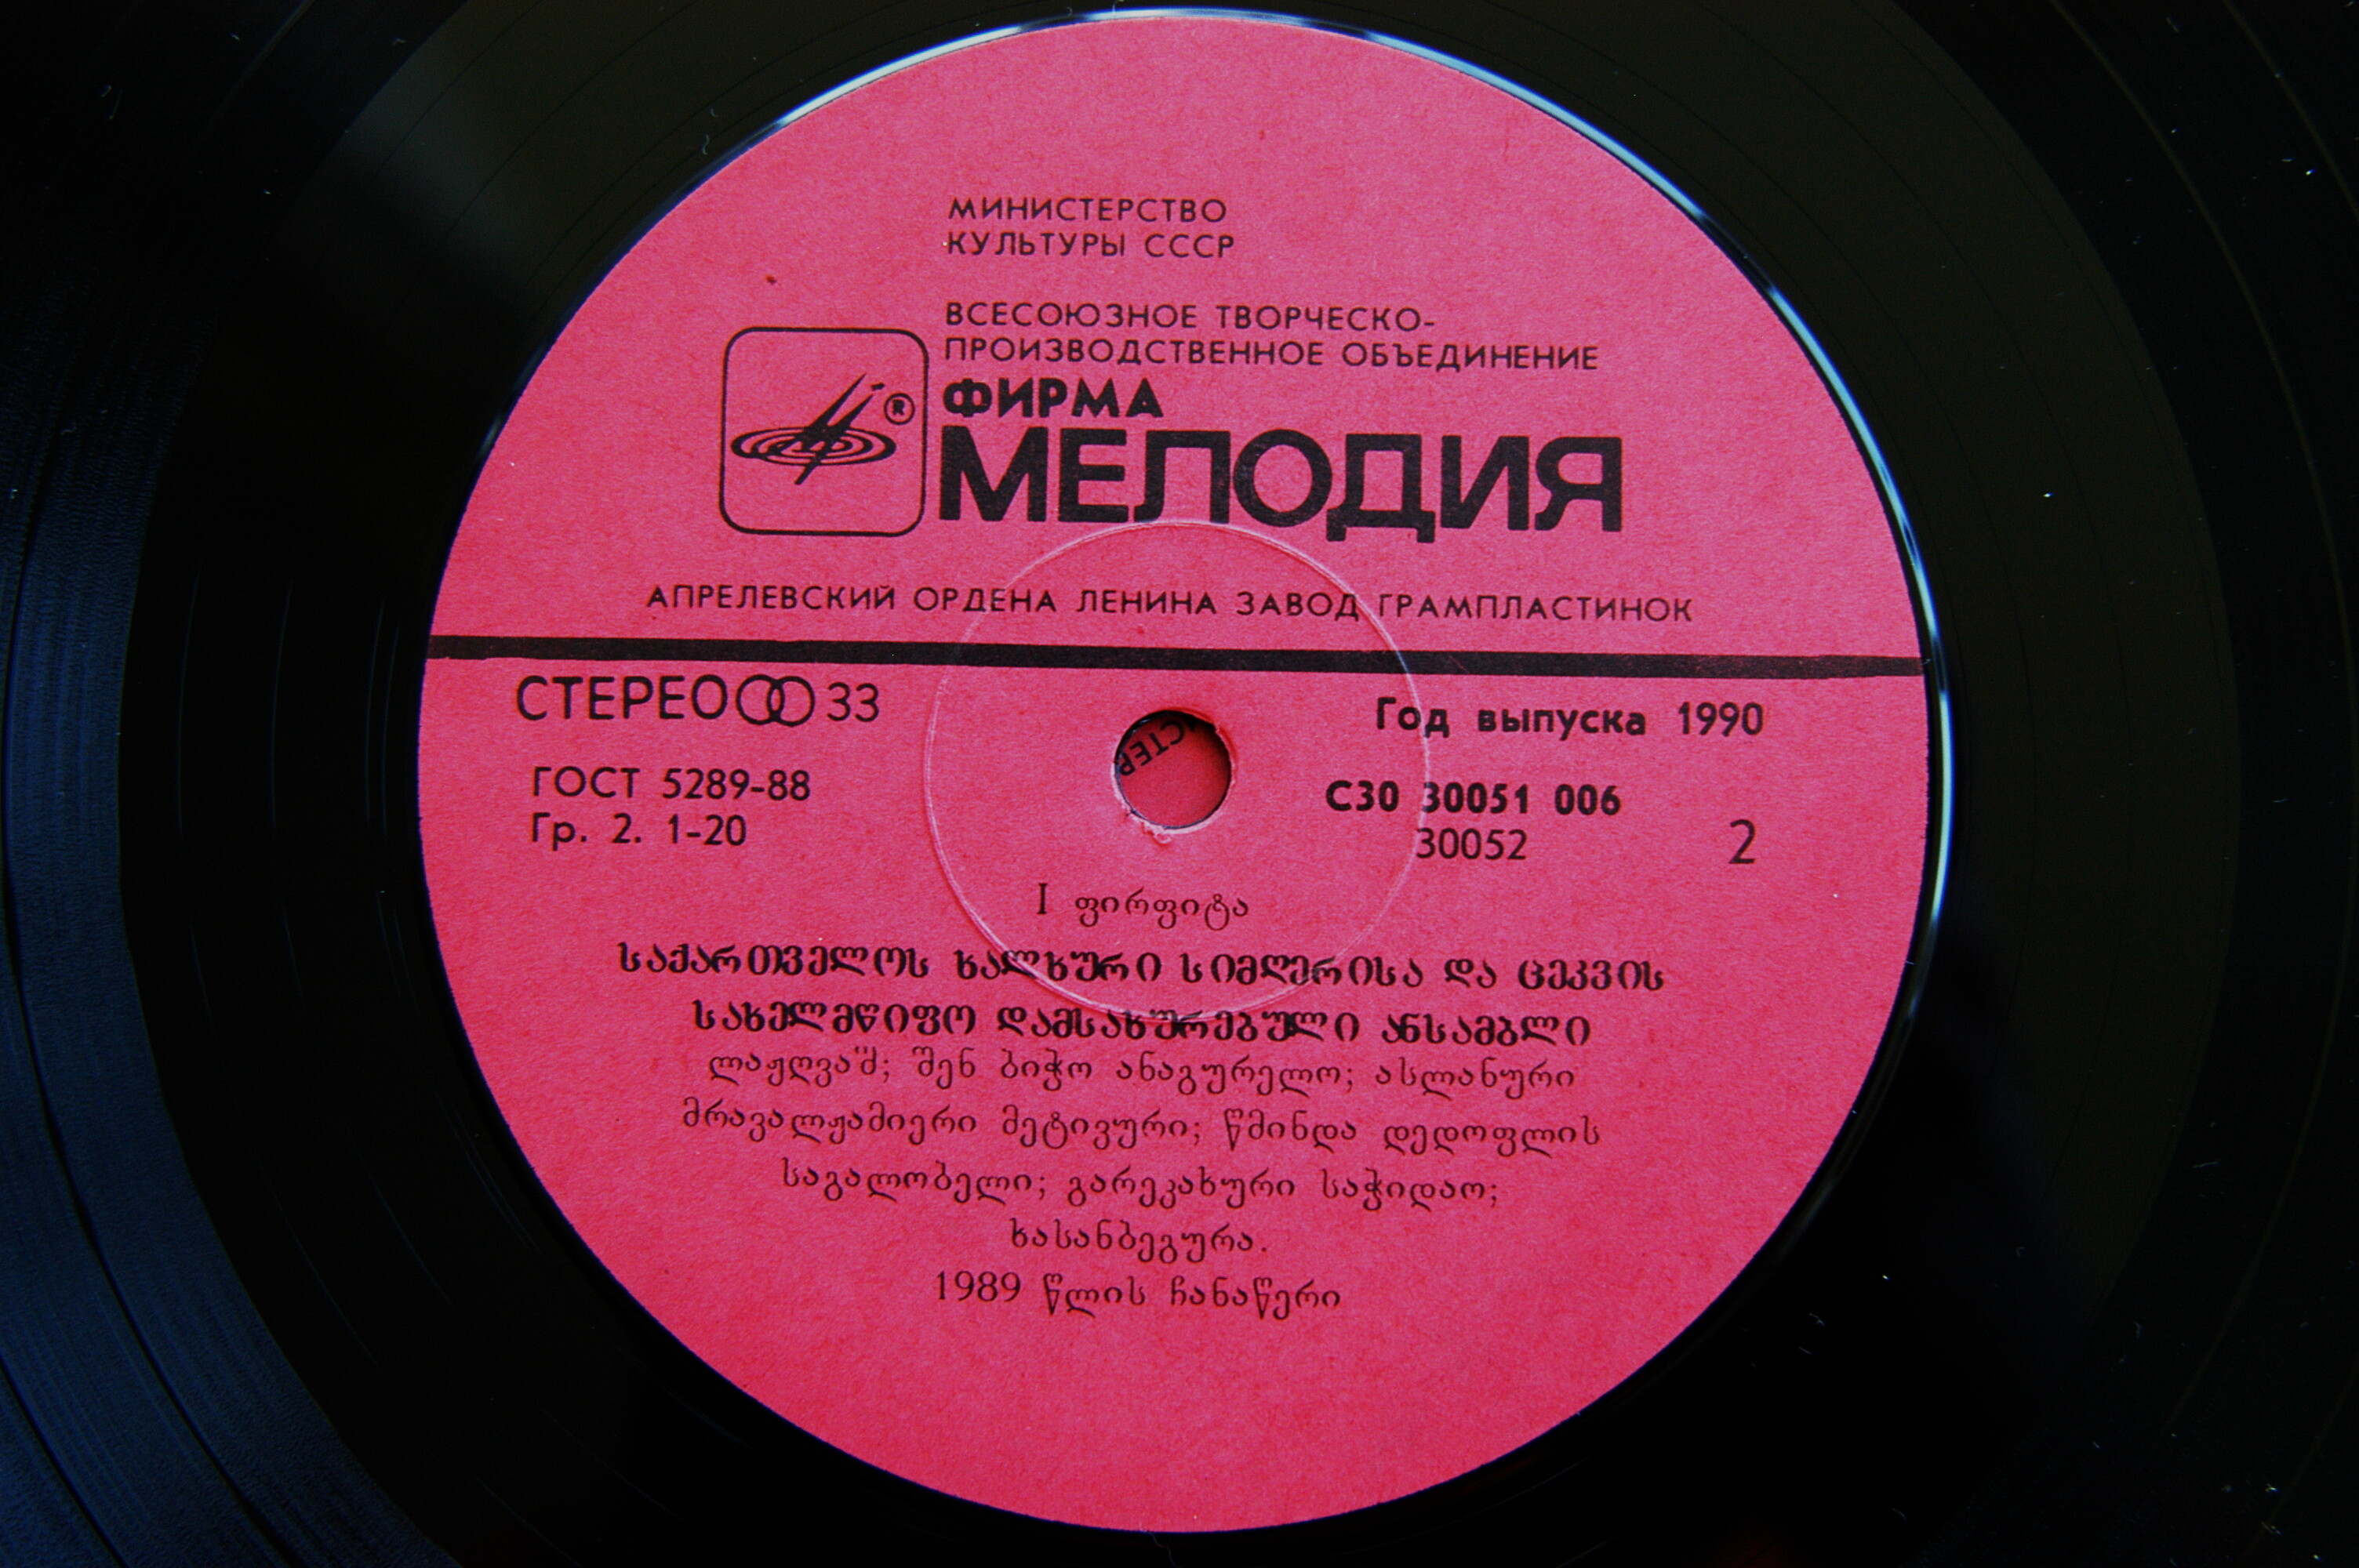 МИНИСТЕРСТВО
КУЛЬТУРЫ СССР
ВСЕСОЮЗНОЕ ТВОРЧЕСКО-
ПРОИЗВОДСТВЕННОЕ ОБЪЕДИНЕНИЕ
®
ФИРМА
МЕЛОДИЯ
АПРЕЛЕВСКИЙ ОРДЕНА ЛЕНИНА ЗАВОД ГРАМПЛАСТИНОК
СТЕРЕО 33
Год выпуска 1990
ИСТЕР
ГОСТ 5289-88
Гр. 2. 1-20
С30 30051 006
30052
2
I ფირფიტა
საქართველოს ხალხური სიმღერისა და ცეკვის
სახელმწიფო დამსახურებული ანსამბლი
ლაჟღვაშ; შენ ბიჭო ანაგურელო; ასლანური
მრავალჟამიერი მეტივური; წმინდა დედოფლის
საგალობელი; გარეკახური საჭიდაო;
ხასანბეგურა.
1989 წლის ჩანაწერი